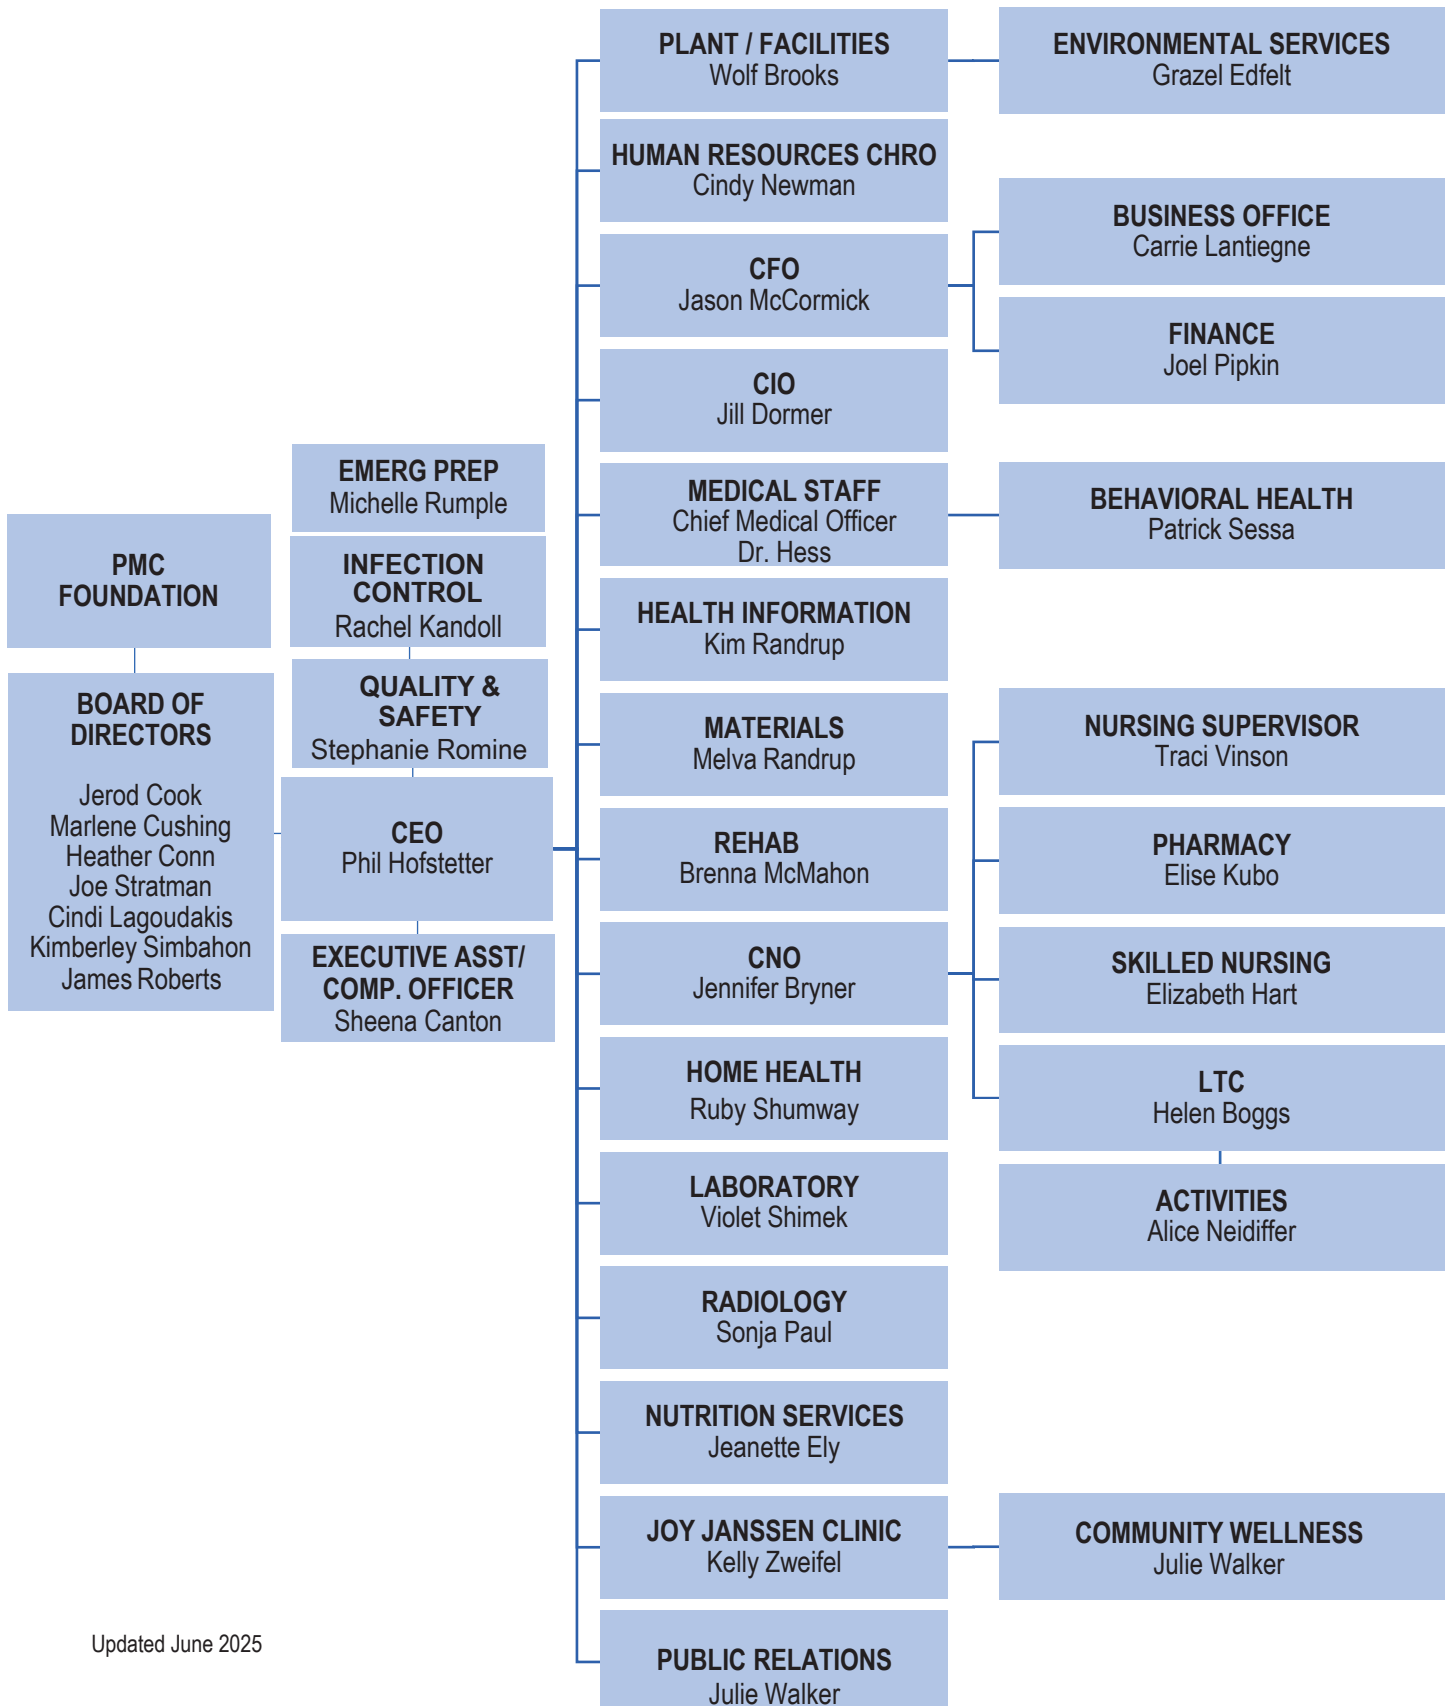 PMC
FOUNDATION
BOARD OF
DIRECTORS
Jerod Cook
Marlene Cushing
Heather Conn
Joe Stratman
Cindi Lagoudakis
Kimberley Simbahon
James Roberts
EMERG PREP
Michelle Rumple
INFECTION
CONTROL
Rachel Kandoll
QUALITY &
SAFETY
Stephanie Romine
CEO
Phil Hofstetter
EXECUTIVE ASST/
COMP. OFFICER
Sheena Canton
PLANT / FACILITIES
Wolf Brooks
HUMAN RESOURCES CHRO
Cindy Newman
CFO
Jason McCormick
CIO
Jill Dormer
MEDICAL STAFF
Chief Medical Officer
Dr. Hess
HEALTH INFORMATION
Kim Randrup
MATERIALS
Melva Randrup
REHAB
Brenna McMahon
CNO
Jennifer Bryner
HOME HEALTH
Ruby Shumway
LABORATORY
Violet Shimek
RADIOLOGY
Sonja Paul
NUTRITION SERVICES
Jeanette Ely
JOY JANSSEN CLINIC
Kelly Zweifel
PUBLIC RELATIONS
Julie Walker
ENVIRONMENTAL SERVICES
Grazel Edfelt
BUSINESS OFFICE
Carrie Lantiegne
FINANCE
Joel Pipkin
BEHAVIORAL HEALTH
Patrick Sessa
NURSING SUPERVISOR
Traci Vinson
PHARMACY
Elise Kubo
SKILLED NURSING
Elizabeth Hart
LTC
Helen Boggs
ACTIVITIES
Alice Neidiffer
COMMUNITY WELLNESS
Julie Walker
Updated June 2025